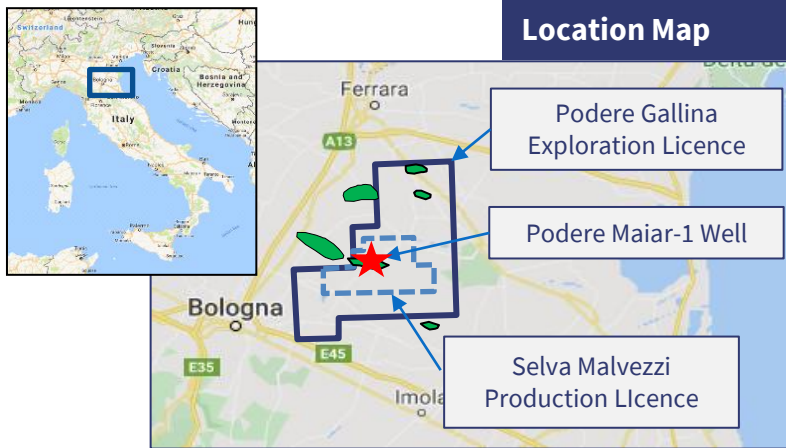 Location Map
Switzerland
Croatia
Bosnia and
Herzegovina
Bologna
Italy
Ferrara
A13
Podere Gallina
Exploration Licence
Podere Maiar-1 Well
Bologna
E45
E35
Imola
Selva Malvezzi
Production LIcence